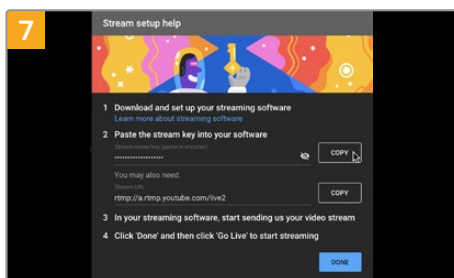 7
Stream setup help
1 Download and set up your streaming software
Learn more about streaming software
2 Paste the stream key into your software
Stream name/key (paste in encoder)
••••••••••••••••••••
COPY
You may also need:
Stream URL
rtmp://a.rtmp.youtube.com/live2
COPY
3 In your streaming software, start sending us your video stream
4 Click 'Done' and then click 'Go Live' to start streaming
DONE